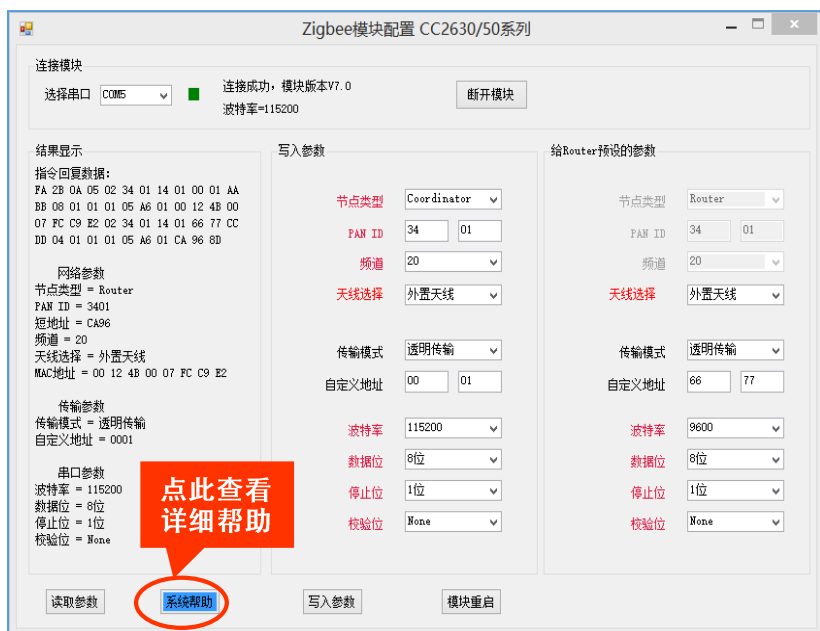 Zigbee模块配置 CC2630/50系列
连接模块
选择串口 COM5
连接成功，模块版本V7.0
波特率=115200
断开模块
结果显示
指令回复数据:
FA 2B 0A 05 02 34 01 14 01 00 01 AA
BB 08 01 01 01 05 A6 01 00 12 4B 00
07 FC C9 E2 02 34 01 14 01 66 77 CC
DD 04 01 01 01 05 A6 01 CA 96 8D
网络参数
节点类型 = Router
PAN ID = 3401
短地址 = CA96
频道 = 20
天线选择 = 外置天线
MAC地址 = 00 12 4B 00 07 FC C9 E2
传输参数
传输模式 = 透明传输
自定义地址 = 0001
串口参数
波特率 = 115200
数据位 = 8位
停止位 = 1位
校验位 = None
点此查看
详细帮助
写入参数
节点类型 Coordinator
PAN ID 34 01
频道 20
天线选择 外置天线
传输模式 透明传输
自定义地址 00 01
波特率 115200
数据位 8位
停止位 1位
校验位 None
给Router预设的参数
节点类型 Router
PAN ID 34 01
频道 20
天线选择 外置天线
传输模式 透明传输
自定义地址 66 77
波特率 9600
数据位 8位
停止位 1位
校验位 None
读取参数 系统帮助 写入参数 模块重启